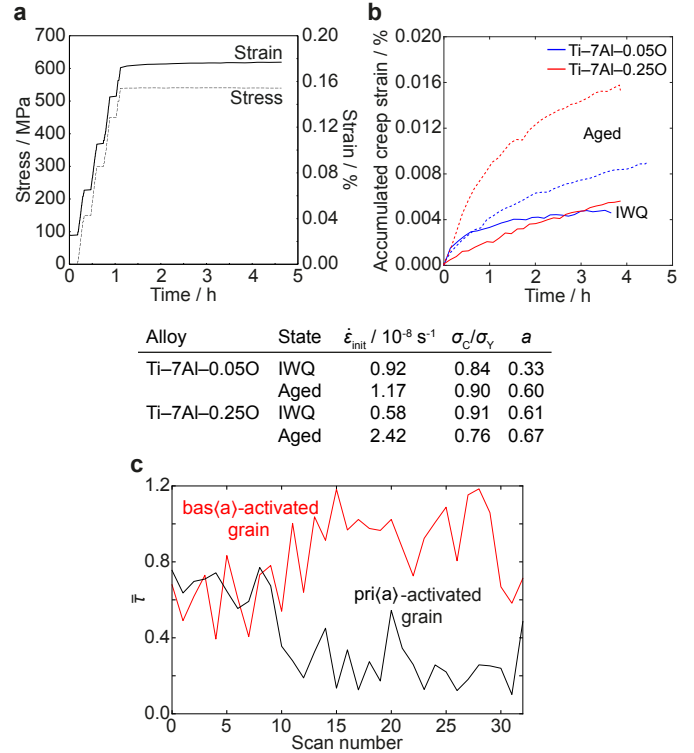 a
Stress / MPa
700
600
500
400
300
200
100
0
Strain
Stress
0.20
0.16
0.12
0.08
0.04
0.00
Strain / %
0 1 2 3 4 5
Time / h
b
Accumulated creep strain / %
0.020
0.016
0.012
0.008
0.004
0.000
Ti–7Al–0.05O
Ti–7Al–0.25O
Aged
IWQ
0 1 2 3 4 5
Time / h
Alloy State ε̇init / 10⁻⁸ s⁻¹ σC/σY a
Ti–7Al–0.05O IWQ 0.92 0.84 0.33
Aged 1.17 0.90 0.60
Ti–7Al–0.25O IWQ 0.58 0.91 0.61
Aged 2.42 0.76 0.67
c
τ̄
1.2
0.8
0.4
0.0
bas⟨a⟩-activated
grain
pri⟨a⟩-activated
grain
0 5 10 15 20 25 30
Scan number